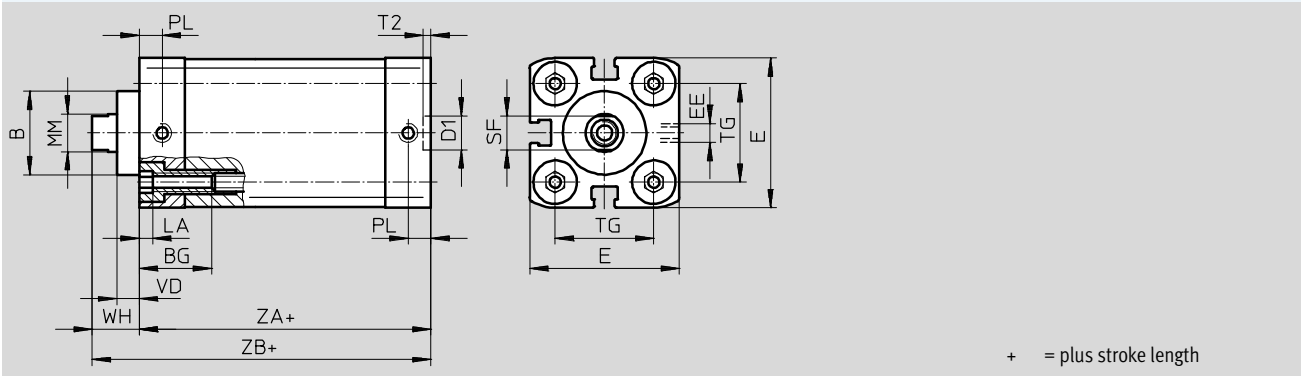 PL
T2
B
MM
D1
SF
EE
TG
E
LA
PL
BG
TG
VD
E
WH
ZA+
ZB+
+ = plus stroke length